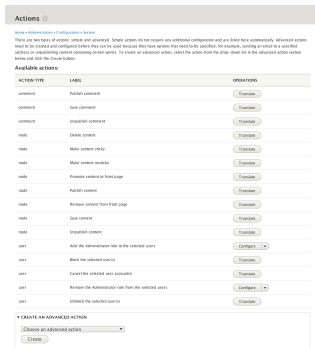 Actions
Home » Administration » Configuration » System
There are two types of actions: simple and advanced. Simple actions do not require any additional configuration and are listed here automatically. Advanced actions
need to be created and configured before they can be used because they have options that need to be specified; for example, sending an email to a specified
address or unpublishing content containing certain words. To create an advanced action, select the action from the drop-down list in the advanced action section
below and click the Create button.
Available actions:
ACTION TYPE LABEL OPERATIONS
comment Publish comment Translate
comment Save comment Translate
comment Unpublish comment Translate
node Delete content Translate
node Make content sticky Translate
node Make content unsticky Translate
node Promote content to front page Translate
node Publish content Translate
node Remove content from front page Translate
node Save content Translate
node Unpublish content Translate
user Add the Administrator role to the selected users Configure
user Block the selected user(s) Translate
user Cancel the selected user account(s) Translate
user Remove the Administrator role from the selected users Configure
user Unblock the selected user(s) Translate
CREATE AN ADVANCED ACTION
Choose an advanced action
Create